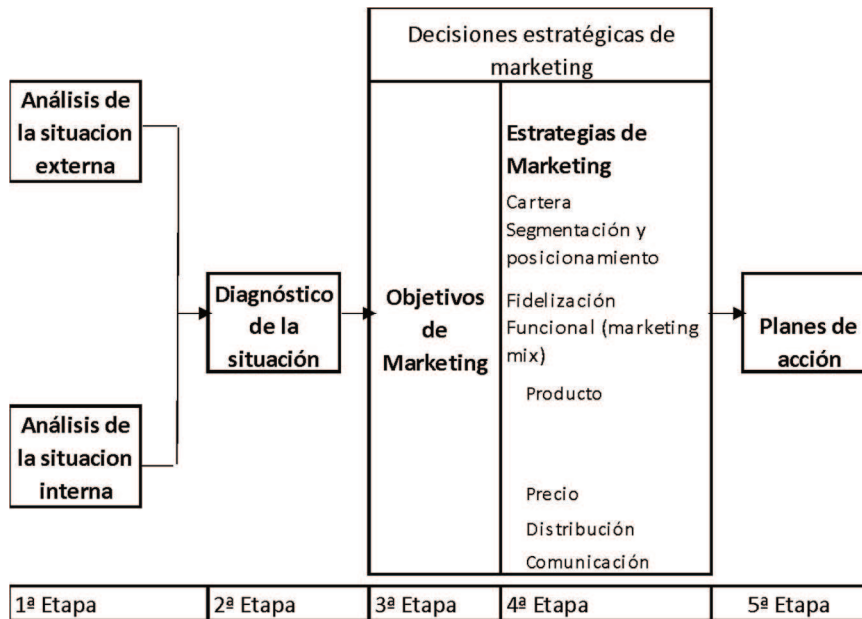 Decisiones estratégicas de
marketing
Análisis de
la situacion
externa
Análisis de
la situacion
interna
Diagnóstico
de la
situación
Objetivos
de
Marketing
Estrategias de
Marketing
Cartera
Segmentación y
posicionamiento
Fidelización
Funcional (marketing
mix)
Producto
Precio
Distribución
Comunicación
Planes de
acción
1ª Etapa
2ª Etapa
3ª Etapa
4ª Etapa
5ª Etapa